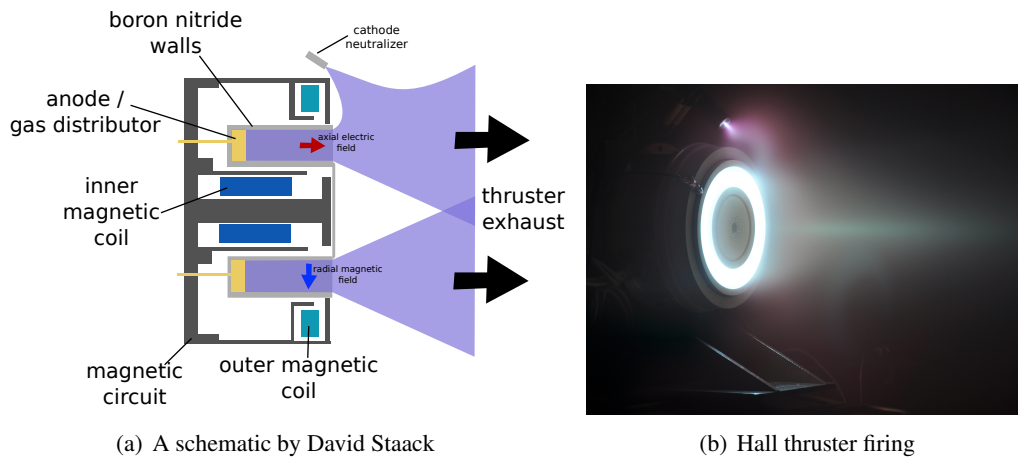 boron nitride
walls
cathode
neutralizer
anode /
gas distributor
axial electric
field
inner
magnetic
coil
thruster
exhaust
radial magnetic
field
magnetic
circuit
outer magnetic
coil
(a) A schematic by David Staack
(b) Hall thruster firing